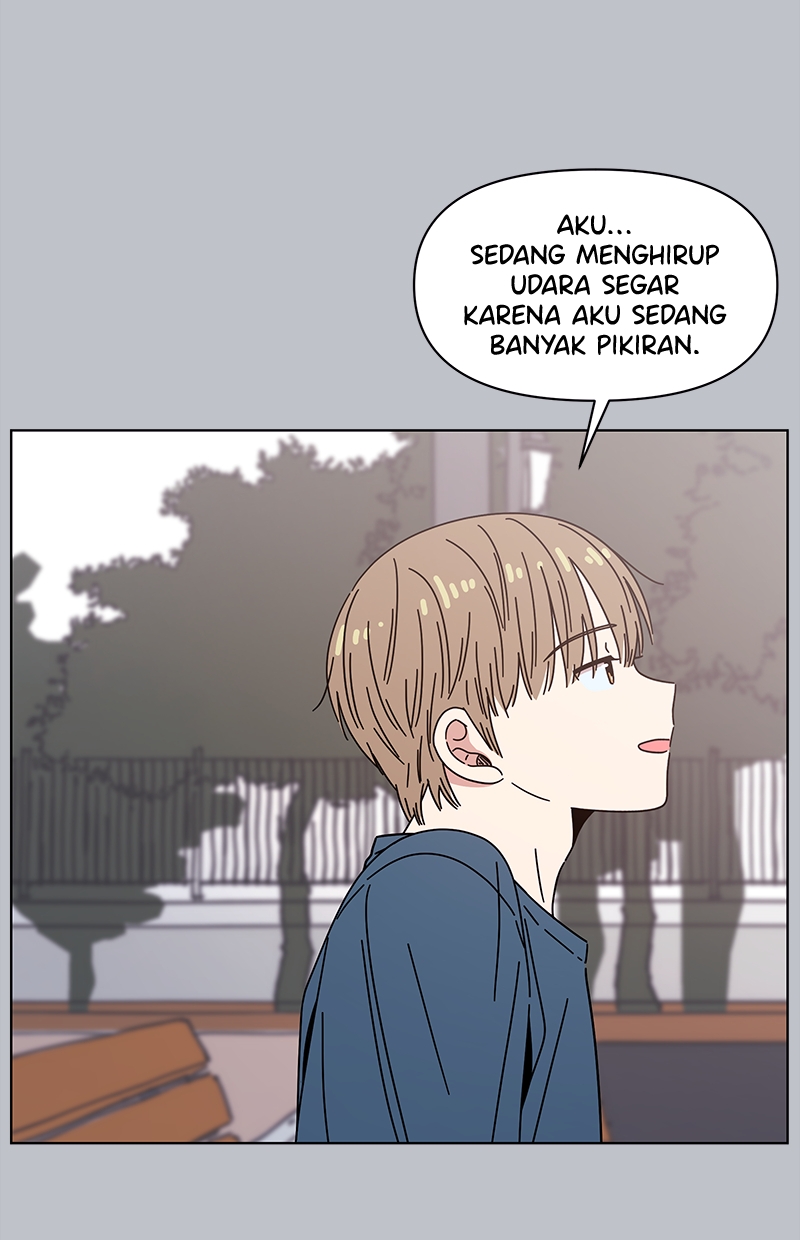 AKU...
SEDANG MENGHIRUP
UDARA SEGAR
KARENA AKU SEDANG
BANYAK PIKIRAN.